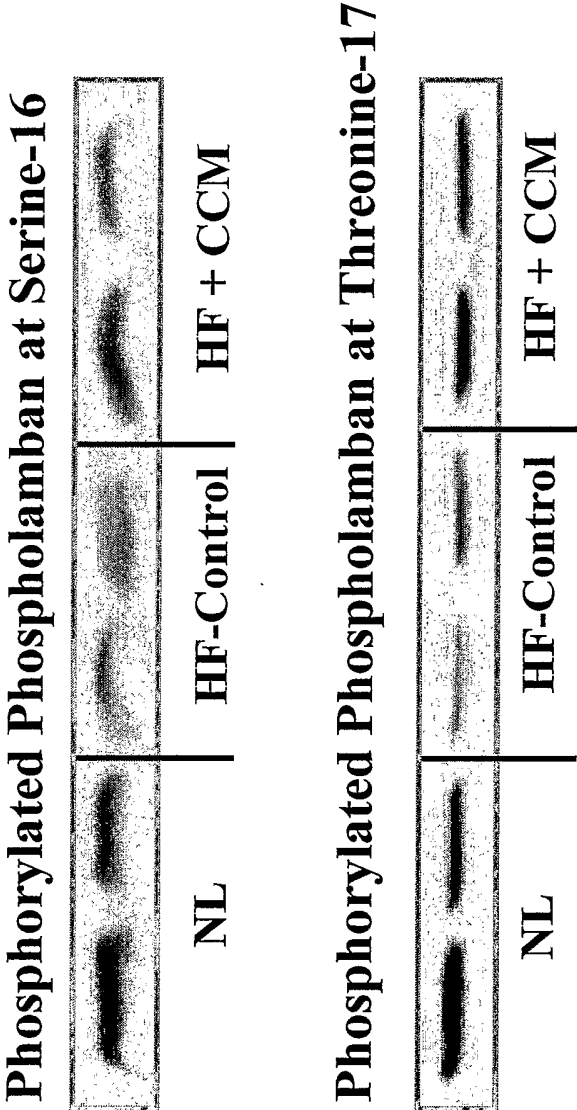 Phosphorylated Phospholamban at Serine-16
NL HF-Control HF + CCM
Phosphorylated Phospholamban at Threonine-17
NL HF-Control HF + CCM